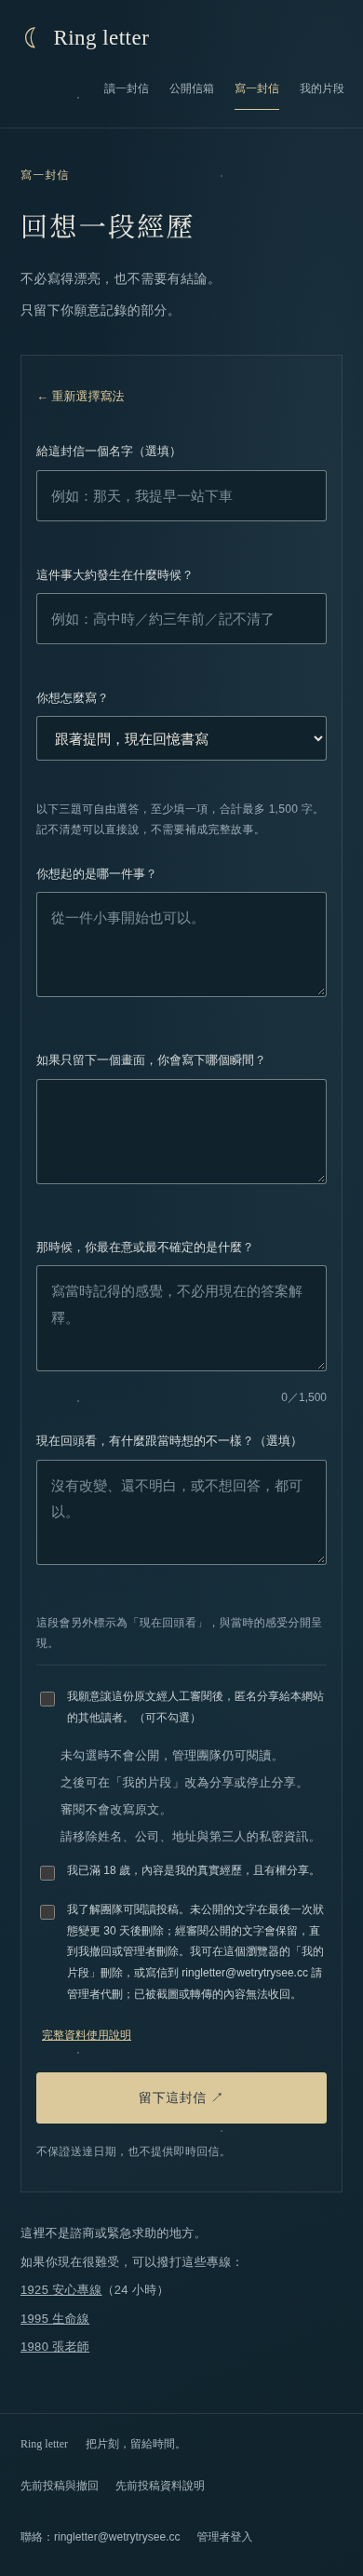 Ring letter
讀一封信 公開信箱 寫一封信 我的片段
寫一封信
回想一段經歷
不必寫得漂亮，也不需要有結論。
只留下你願意記錄的部分。
← 重新選擇寫法
給這封信一個名字（選填）
例如：那天，我提早一站下車
這件事大約發生在什麼時候？
例如：高中時／約三年前／記不清了
你想怎麼寫？
跟著提問，現在回憶書寫
以下三題可自由選答，至少填一項，合計最多 1,500 字。
記不清楚可以直接說，不需要補成完整故事。
你想起的是哪一件事？
從一件小事開始也可以。
如果只留下一個畫面，你會寫下哪個瞬間？
那時候，你最在意或最不確定的是什麼？
寫當時記得的感覺，不必用現在的答案解
釋。
0／1,500
現在回頭看，有什麼跟當時想的不一樣？（選填）
沒有改變、還不明白，或不想回答，都可
以。
這段會另外標示為「現在回頭看」，與當時的感受分開呈
現。
我願意讓這份原文經人工審閱後，匿名分享給本網站
的其他讀者。（可不勾選）
未勾選時不會公開，管理團隊仍可閱讀。
之後可在「我的片段」改為分享或停止分享。
審閱不會改寫原文。
請移除姓名、公司、地址與第三人的私密資訊。
我已滿 18 歲，內容是我的真實經歷，且有權分享。
我了解團隊可閱讀投稿。未公開的文字在最後一次狀
態變更 30 天後刪除；經審閱公開的文字會保留，直
到我撤回或管理者刪除。我可在這個瀏覽器的「我的
片段」刪除，或寫信到 ringletter@wetrytrysee.cc 請
管理者代刪；已被截圖或轉傳的內容無法收回。
完整資料使用說明
留下這封信 ↗
不保證送達日期，也不提供即時回信。
這裡不是諮商或緊急求助的地方。
如果你現在很難受，可以撥打這些專線：
1925 安心專線（24 小時）
1995 生命線
1980 張老師
Ring letter 把片刻，留給時間。
先前投稿與撤回 先前投稿資料說明
聯絡：ringletter@wetrytrysee.cc 管理者登入